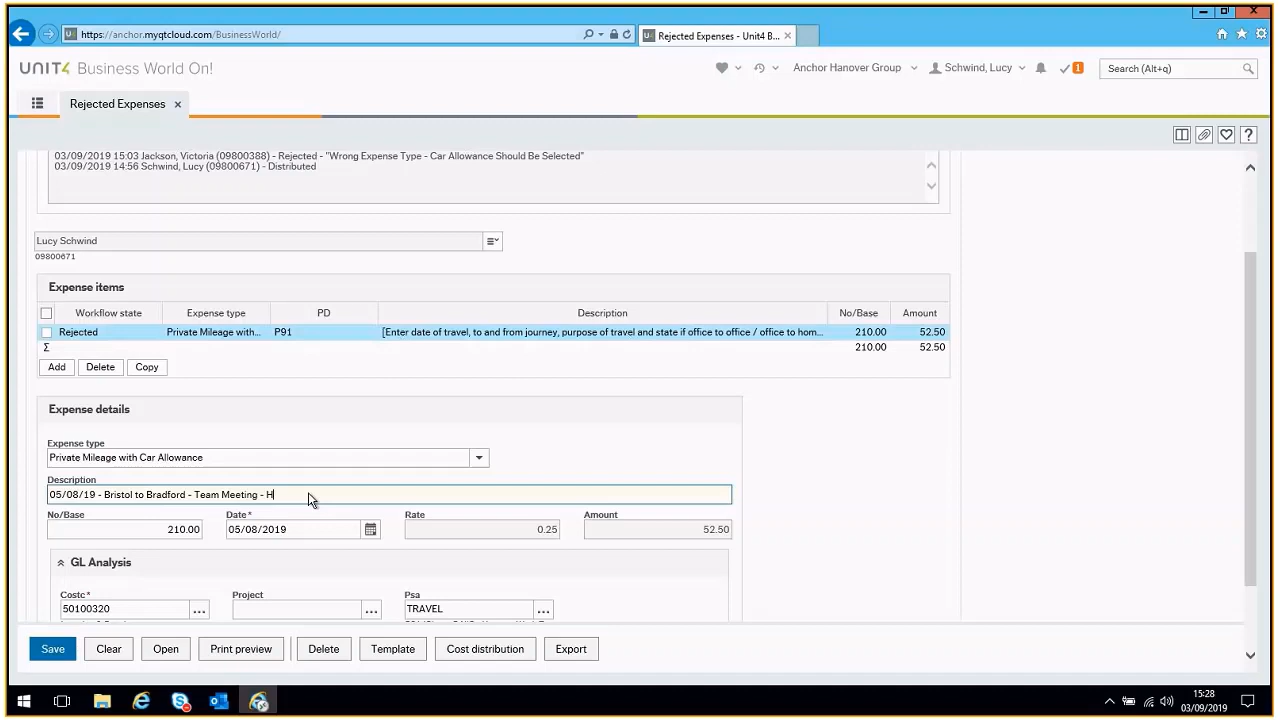 https://anchor.myqtcloud.com/BusinessWorld/
Rejected Expenses - Unit4 B...
UNIT4 Business World On!
Anchor Hanover Group
Schwind, Lucy
1
Search (Alt+q)
Rejected Expenses
03/09/2019 15:03 Jackson, Victoria (09800388) - Rejected - "Wrong Expense Type - Car Allowance Should Be Selected"
03/09/2019 14:56 Schwind, Lucy (09800671) - Distributed
Lucy Schwind
09800671
Expense items
Workflow state Expense type PD Description No/Base Amount
Rejected Private Mileage with... P91 [Enter date of travel, to and from journey, purpose of travel and state if office to office / office to hom... 210.00 52.50
Σ 210.00 52.50
Add Delete Copy
Expense details
Expense type
Private Mileage with Car Allowance
Description
05/08/19 - Bristol to Bradford - Team Meeting - H
No/Base Date* Rate Amount
210.00 05/08/2019 0.25 52.50
GL Analysis
Costc* Project Psa
50100320 ... ... TRAVEL ...
Save Clear Open Print preview Delete Template Cost distribution Export
15:28
03/09/2019